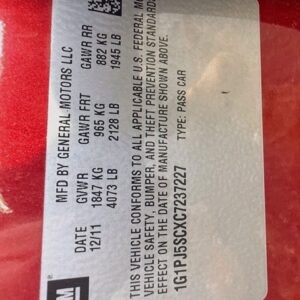 MFD BY GENERAL MOTORS LLC
DATE GVWR GAWR FRT GAWR RR
12/11 1847 KG 965 KG 882 KG
4073 LB 2128 LB 1945 LB
THIS VEHICLE CONFORMS TO ALL APPLICABLE U.S. FEDERAL MO
VEHICLE SAFETY, BUMPER, AND THEFT PREVENTION STANDARDS
EFFECT ON THE DATE OF MANUFACTURE SHOWN ABOVE.
1G1PJ5SCXC7237227 TYPE: PASS CAR
GM